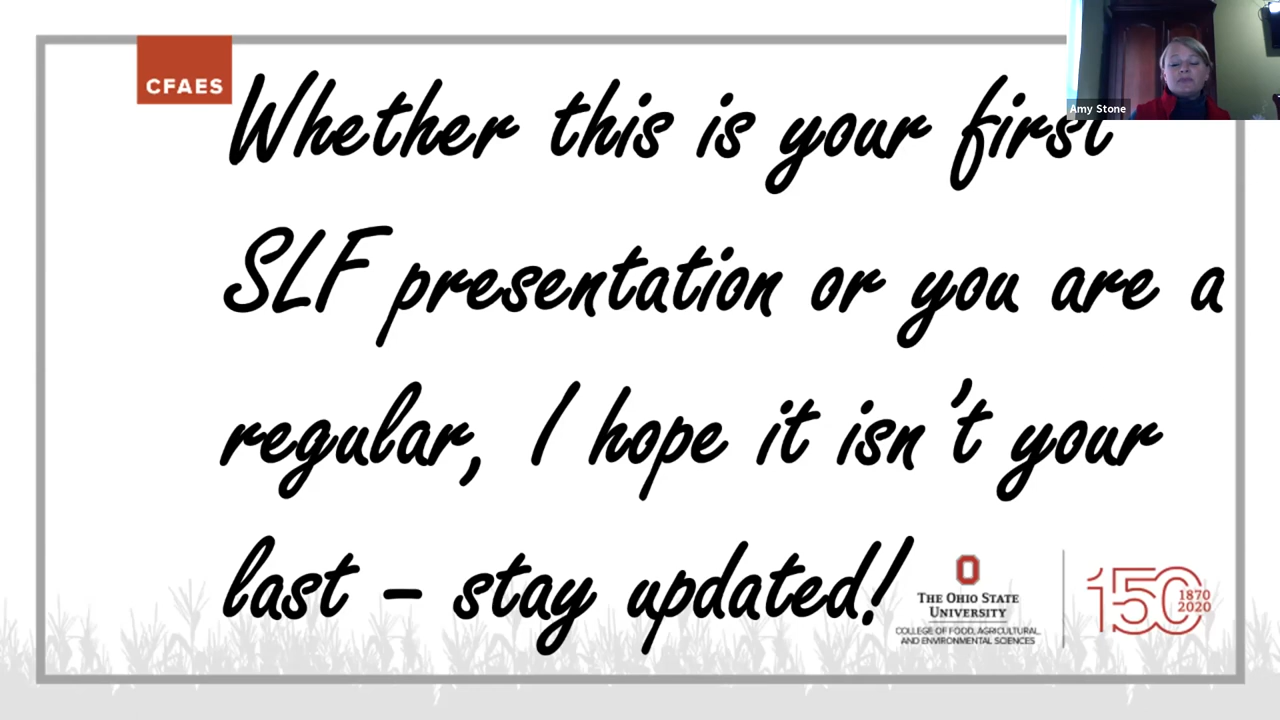 CFAES
Amy Stone
Whether this is your first
SLF presentation or you are a
regular, I hope it isn't your
last – stay updated!
THE OHIO STATE
UNIVERSITY
COLLEGE OF FOOD, AGRICULTURAL,
AND ENVIRONMENTAL SCIENCES
150
1870
2020